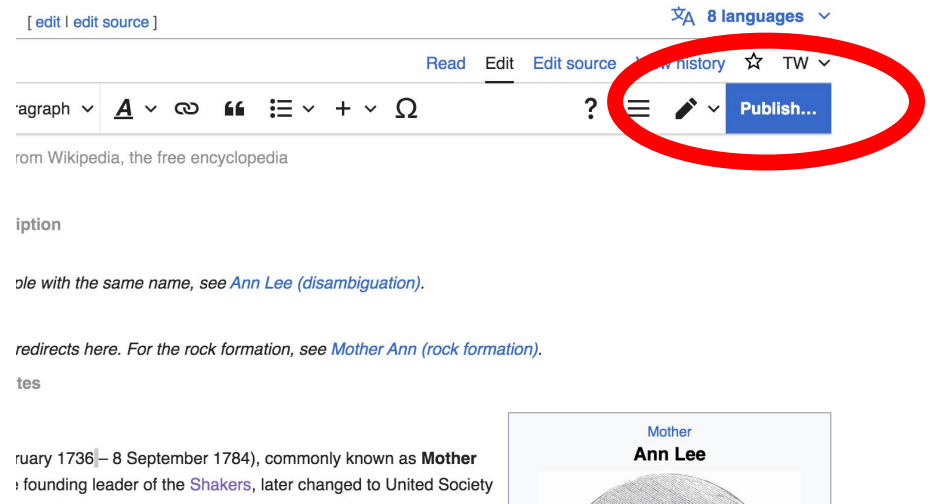 [ edit | edit source ]
8 languages
Read Edit Edit source history TW
Publish...
rom Wikipedia, the free encyclopedia
iption
ple with the same name, see Ann Lee (disambiguation).
redirects here. For the rock formation, see Mother Ann (rock formation).
tes
Mother
Ann Lee
ruary 1736 – 8 September 1784), commonly known as Mother
founding leader of the Shakers, later changed to United Society